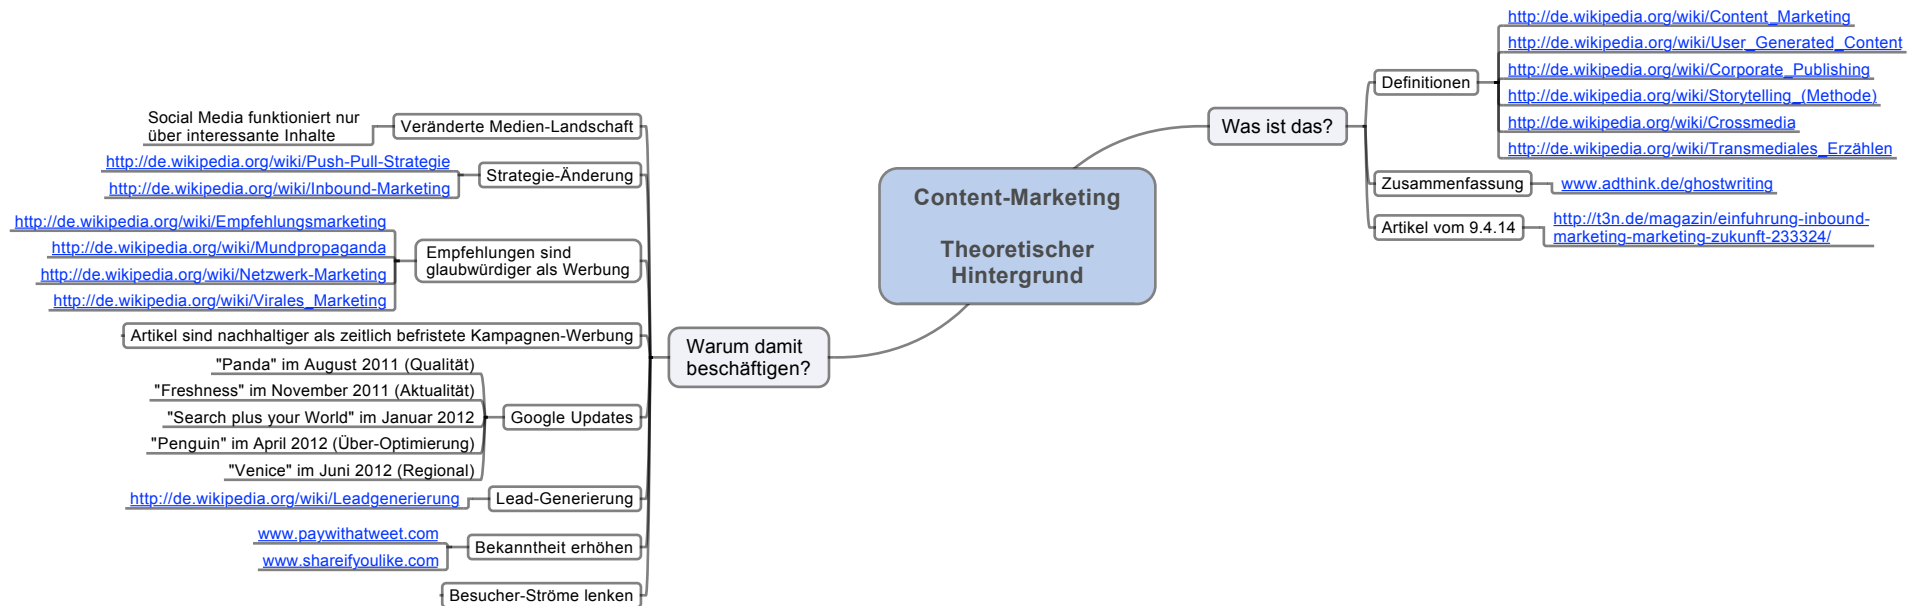 Content-Marketing
Theoretischer
Hintergrund
Was ist das?
Definitionen
http://de.wikipedia.org/wiki/Content_Marketing
http://de.wikipedia.org/wiki/User_Generated_Content
http://de.wikipedia.org/wiki/Corporate_Publishing
http://de.wikipedia.org/wiki/Storytelling_(Methode)
http://de.wikipedia.org/wiki/Crossmedia
http://de.wikipedia.org/wiki/Transmediales_Erzählen
Zusammenfassung
www.adthink.de/ghostwriting
Artikel vom 9.4.14
http://t3n.de/magazin/einfuhrung-inbound-
marketing-marketing-zukunft-233324/
Warum damit
beschäftigen?
Veränderte Medien-Landschaft
Social Media funktioniert nur
über interessante Inhalte
Strategie-Änderung
http://de.wikipedia.org/wiki/Push-Pull-Strategie
http://de.wikipedia.org/wiki/Inbound-Marketing
Empfehlungen sind
glaubwürdiger als Werbung
http://de.wikipedia.org/wiki/Empfehlungsmarketing
http://de.wikipedia.org/wiki/Mundpropaganda
http://de.wikipedia.org/wiki/Netzwerk-Marketing
http://de.wikipedia.org/wiki/Virales_Marketing
Artikel sind nachhaltiger als zeitlich befristete Kampagnen-Werbung
Google Updates
"Panda" im August 2011 (Qualität)
"Freshness" im November 2011 (Aktualität)
"Search plus your World" im Januar 2012
"Penguin" im April 2012 (Über-Optimierung)
"Venice" im Juni 2012 (Regional)
Lead-Generierung
http://de.wikipedia.org/wiki/Leadgenerierung
Bekanntheit erhöhen
www.paywithatweet.com
www.shareifyoulike.com
Besucher-Ströme lenken